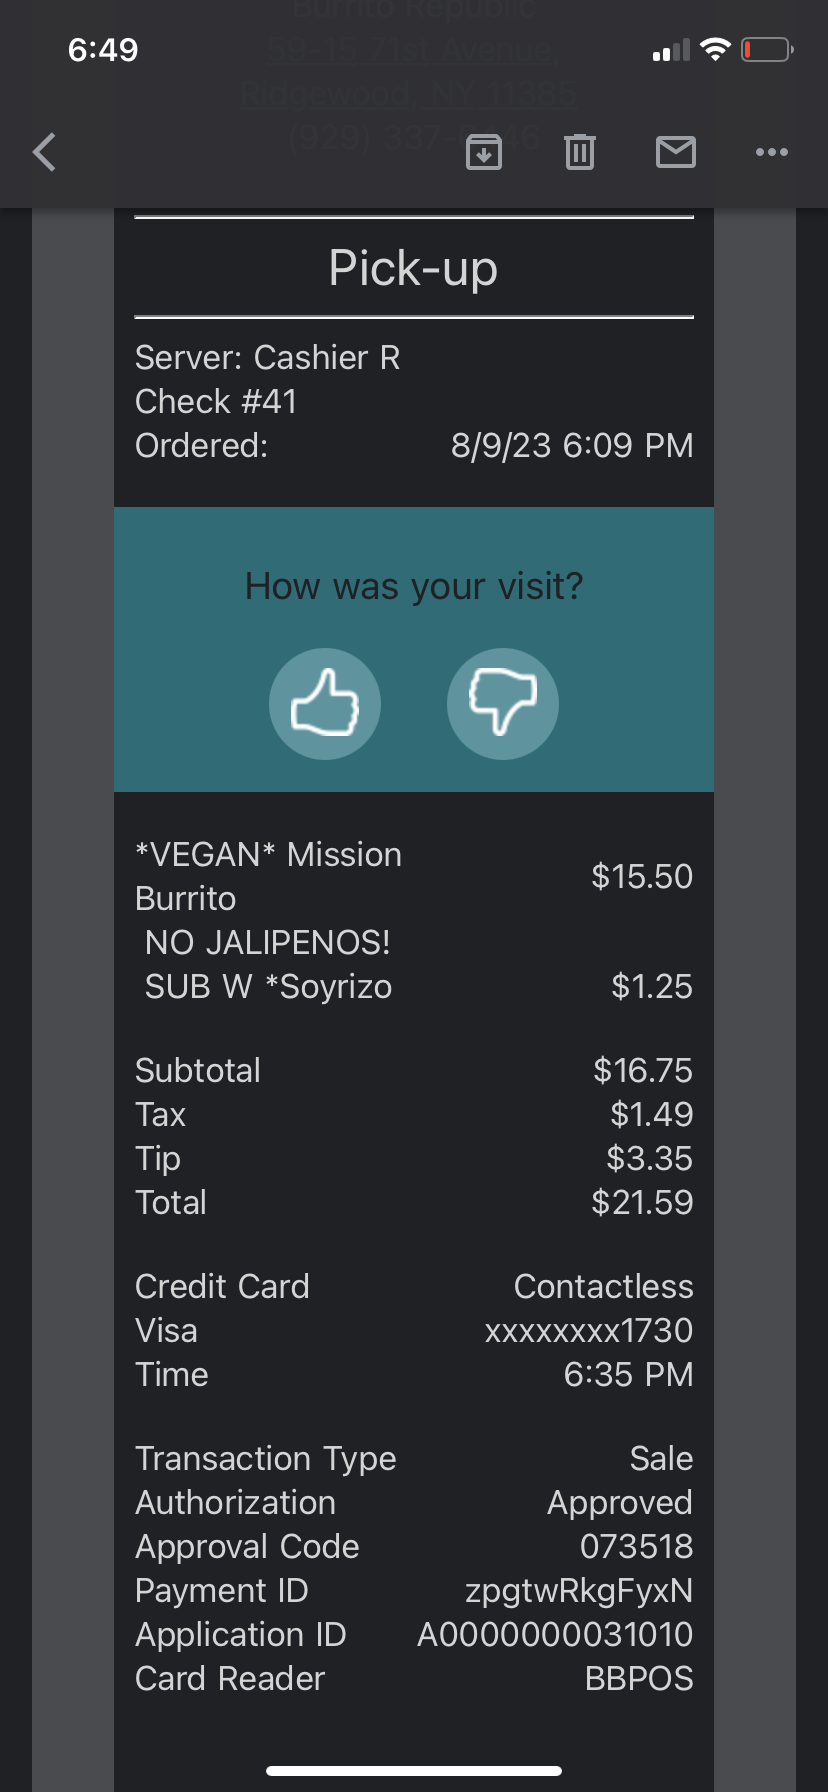 Burrito Republic
6:49
59-15 71st Avenue,
Ridgewood, NY 11385
(929) 337-
Pick-up
Server: Cashier R
Check #41
Ordered: 8/9/23 6:09 PM
How was your visit?
*VEGAN* Mission
Burrito $15.50
NO JALIPENOS!
SUB W *Soyrizo $1.25
Subtotal $16.75
Tax $1.49
Tip $3.35
Total $21.59
Credit Card Contactless
Visa xxxxxxxx1730
Time 6:35 PM
Transaction Type Sale
Authorization Approved
Approval Code 073518
Payment ID zpgtwRkgFyxN
Application ID A0000000031010
Card Reader BBPOS